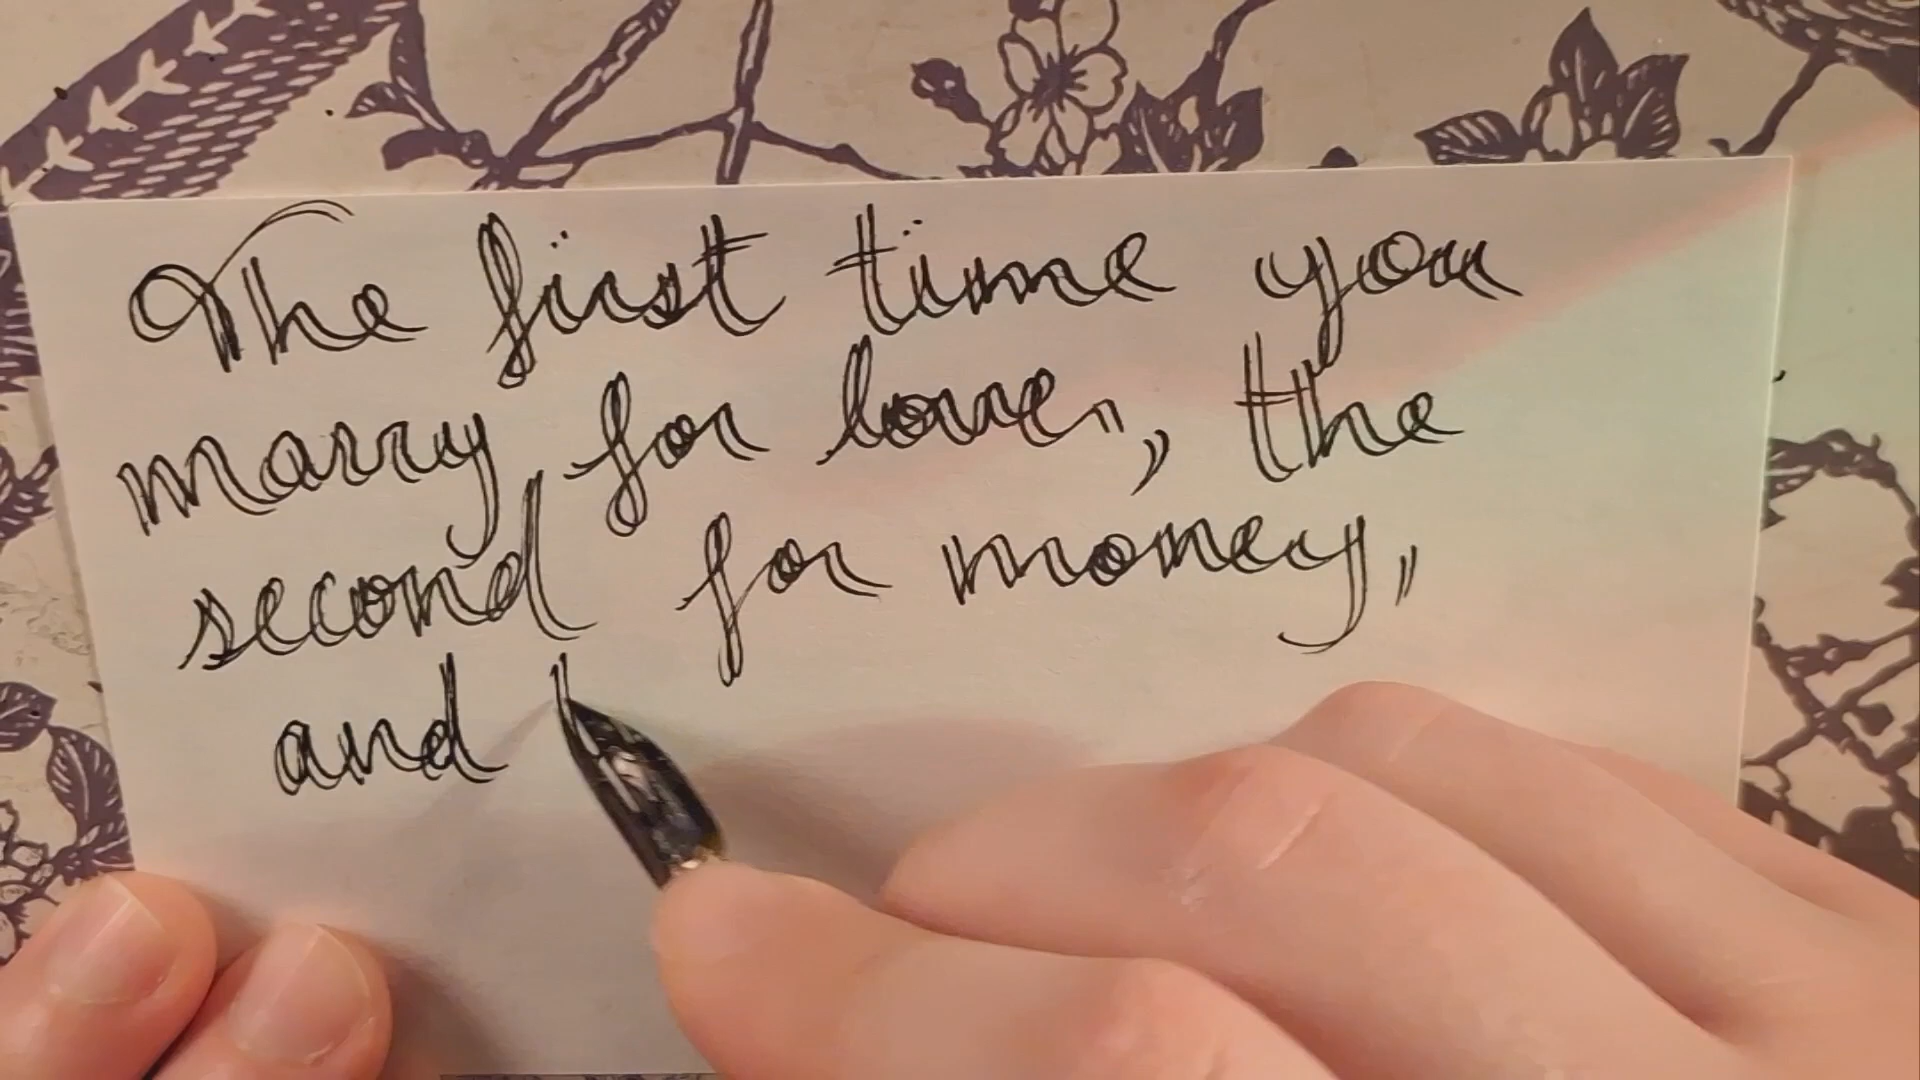 The first time you
marry for love, the
second for money,
and